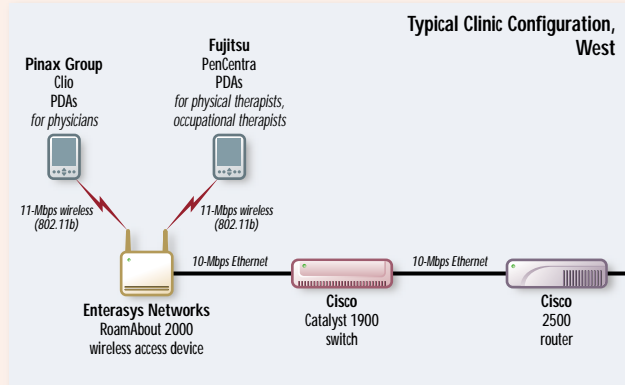 Typical Clinic Configuration,
West
Pinax Group
Clio
PDAs
for physicians
Fujitsu
PenCentra
PDAs
for physical therapists,
occupational therapists
11-Mbps wireless
(802.11b)
11-Mbps wireless
(802.11b)
10-Mbps Ethernet
10-Mbps Ethernet
Enterasys Networks
RoamAbout 2000
wireless access device
Cisco
Catalyst 1900
switch
Cisco
2500
router